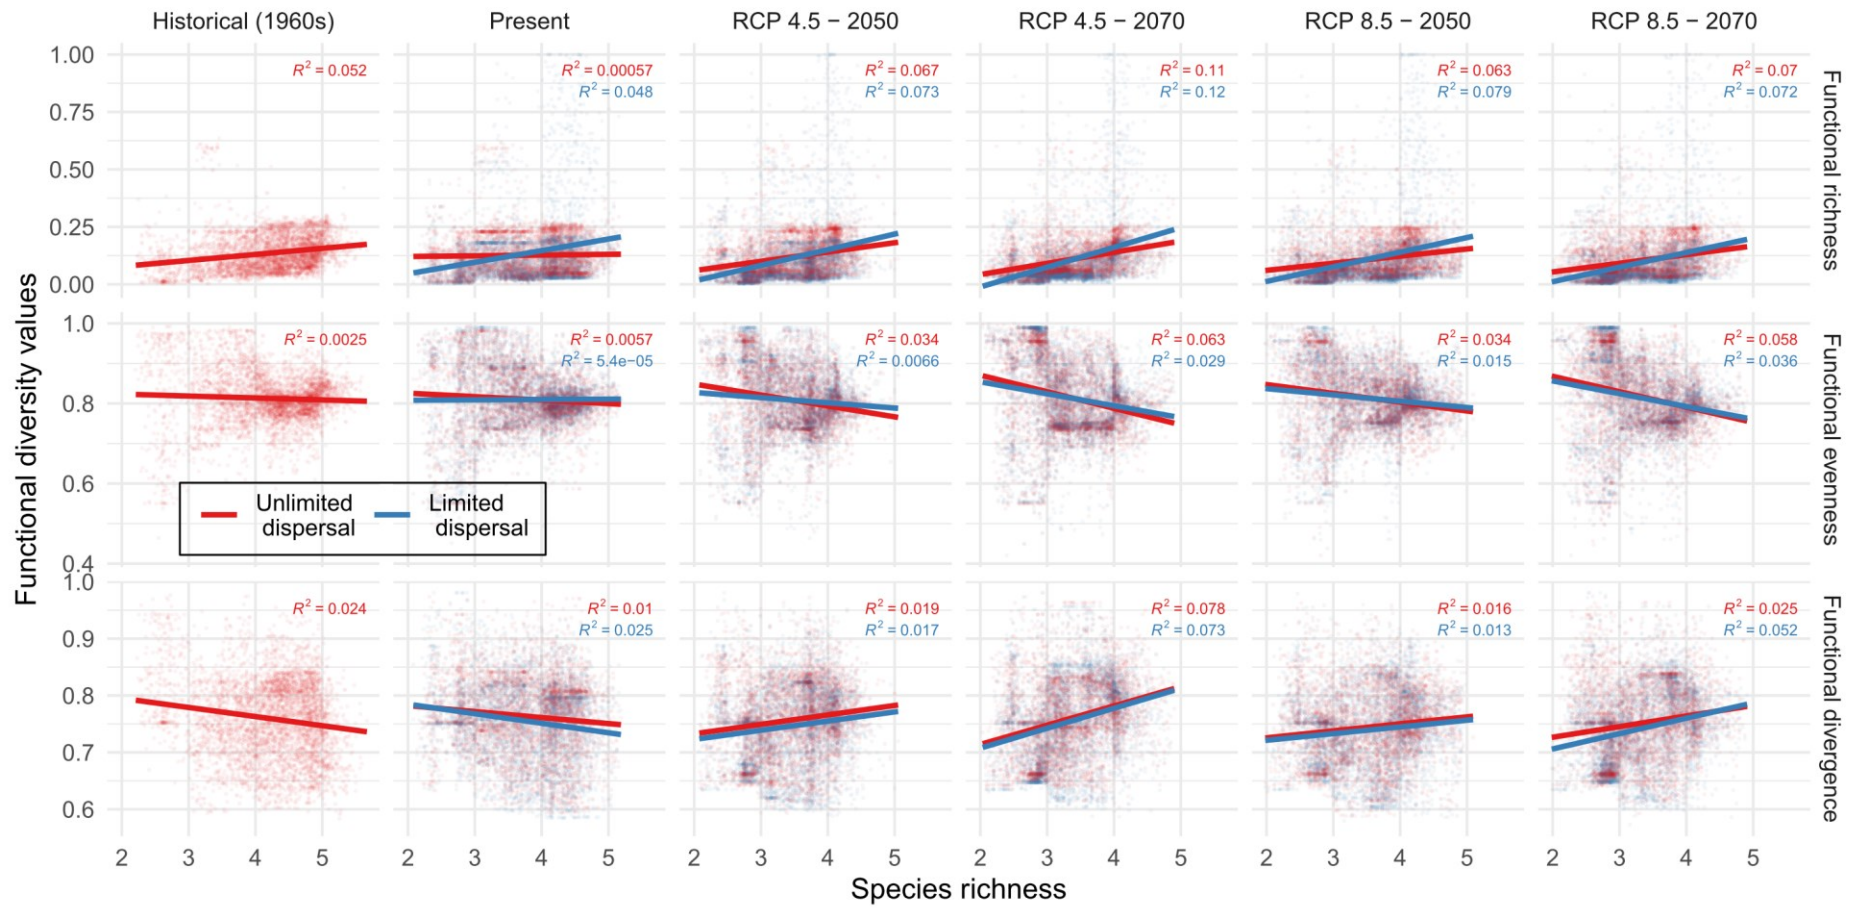 Historical (1960s) Present RCP 4.5 − 2050 RCP 4.5 − 2070 RCP 8.5 − 2050 RCP 8.5 − 2070
Functional diversity values
1.00
0.75
0.50
0.25
0.00
R² = 0.052
R² = 0.00057
R² = 0.048
R² = 0.067
R² = 0.073
R² = 0.11
R² = 0.12
R² = 0.063
R² = 0.079
R² = 0.07
R² = 0.072
Functional richness
1.0
0.8
0.6
0.4
R² = 0.0025
R² = 0.0057
R² = 5.4e−05
R² = 0.034
R² = 0.0066
R² = 0.063
R² = 0.029
R² = 0.034
R² = 0.015
R² = 0.058
R² = 0.036
Functional evenness
Unlimited
dispersal
Limited
dispersal
1.0
0.9
0.8
0.7
0.6
R² = 0.024
R² = 0.01
R² = 0.025
R² = 0.019
R² = 0.017
R² = 0.078
R² = 0.073
R² = 0.016
R² = 0.013
R² = 0.025
R² = 0.052
Functional divergence
2 3 4 5 2 3 4 5 2 3 4 5 2 3 4 5 2 3 4 5 2 3 4 5
Species richness